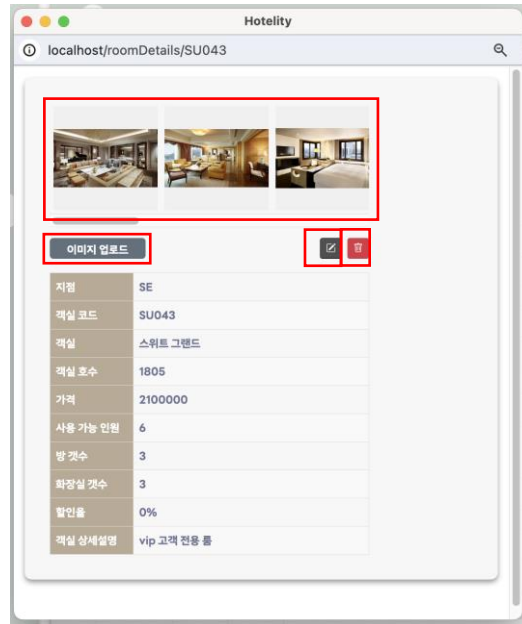 Hotelity
localhost/roomDetails/SU043
이미지 업로드
지점 SE
객실 코드 SU043
객실 스위트 그랜드
객실 호수 1805
가격 2100000
사용 가능 인원 6
방 갯수 3
화장실 갯수 3
할인율 0%
객실 상세설명 vip 고객 전용 룸